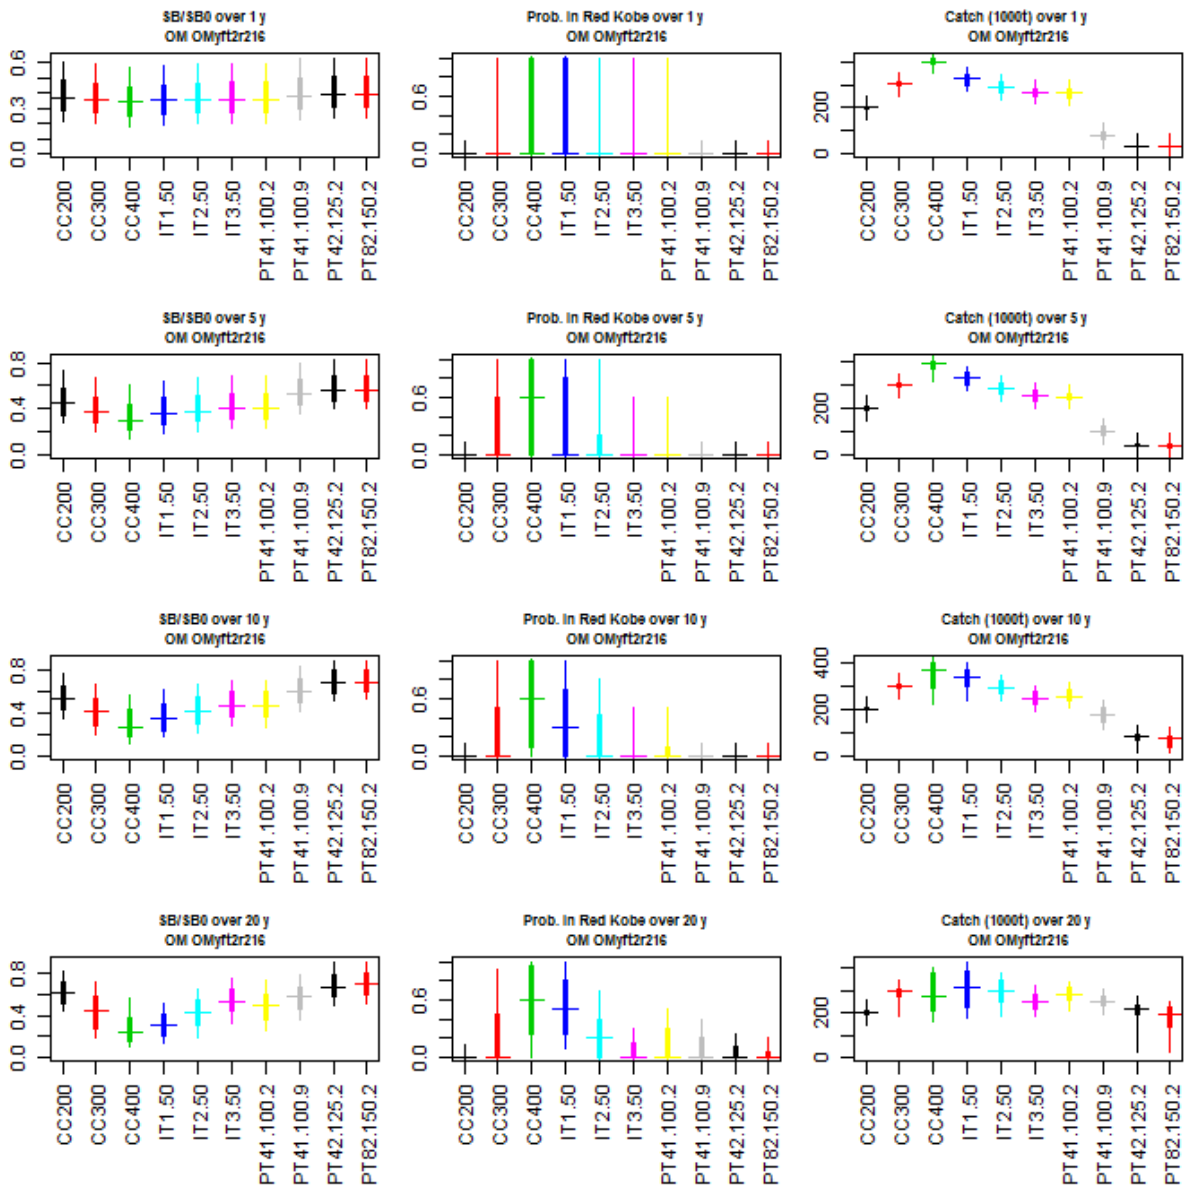 SB/SB0 over 1 y
OM OMyft2r216
0.0 0.3 0.6
CC200 CC300 CC400 IT1.50 IT2.50 IT3.50 PT41.100.2 PT41.100.9 PT42.125.2 PT82.150.2
Prob. In Red Kobe over 1 y
OM OMyft2r216
0.0 0.6
CC200 CC300 CC400 IT1.50 IT2.50 IT3.50 PT41.100.2 PT41.100.9 PT42.125.2 PT82.150.2
Catch (1000t) over 1 y
OM OMyft2r216
0 200
CC200 CC300 CC400 IT1.50 IT2.50 IT3.50 PT41.100.2 PT41.100.9 PT42.125.2 PT82.150.2
SB/SB0 over 5 y
OM OMyft2r216
0.0 0.4 0.8
CC200 CC300 CC400 IT1.50 IT2.50 IT3.50 PT41.100.2 PT41.100.9 PT42.125.2 PT82.150.2
Prob. In Red Kobe over 5 y
OM OMyft2r216
0.0 0.6
CC200 CC300 CC400 IT1.50 IT2.50 IT3.50 PT41.100.2 PT41.100.9 PT42.125.2 PT82.150.2
Catch (1000t) over 5 y
OM OMyft2r216
0 200
CC200 CC300 CC400 IT1.50 IT2.50 IT3.50 PT41.100.2 PT41.100.9 PT42.125.2 PT82.150.2
SB/SB0 over 10 y
OM OMyft2r216
0.0 0.4 0.8
CC200 CC300 CC400 IT1.50 IT2.50 IT3.50 PT41.100.2 PT41.100.9 PT42.125.2 PT82.150.2
Prob. In Red Kobe over 10 y
OM OMyft2r216
0.0 0.6
CC200 CC300 CC400 IT1.50 IT2.50 IT3.50 PT41.100.2 PT41.100.9 PT42.125.2 PT82.150.2
Catch (1000t) over 10 y
OM OMyft2r216
0 200 400
CC200 CC300 CC400 IT1.50 IT2.50 IT3.50 PT41.100.2 PT41.100.9 PT42.125.2 PT82.150.2
SB/SB0 over 20 y
OM OMyft2r216
0.0 0.4 0.8
CC200 CC300 CC400 IT1.50 IT2.50 IT3.50 PT41.100.2 PT41.100.9 PT42.125.2 PT82.150.2
Prob. In Red Kobe over 20 y
OM OMyft2r216
0.0 0.6
CC200 CC300 CC400 IT1.50 IT2.50 IT3.50 PT41.100.2 PT41.100.9 PT42.125.2 PT82.150.2
Catch (1000t) over 20 y
OM OMyft2r216
0 200
CC200 CC300 CC400 IT1.50 IT2.50 IT3.50 PT41.100.2 PT41.100.9 PT42.125.2 PT82.150.2